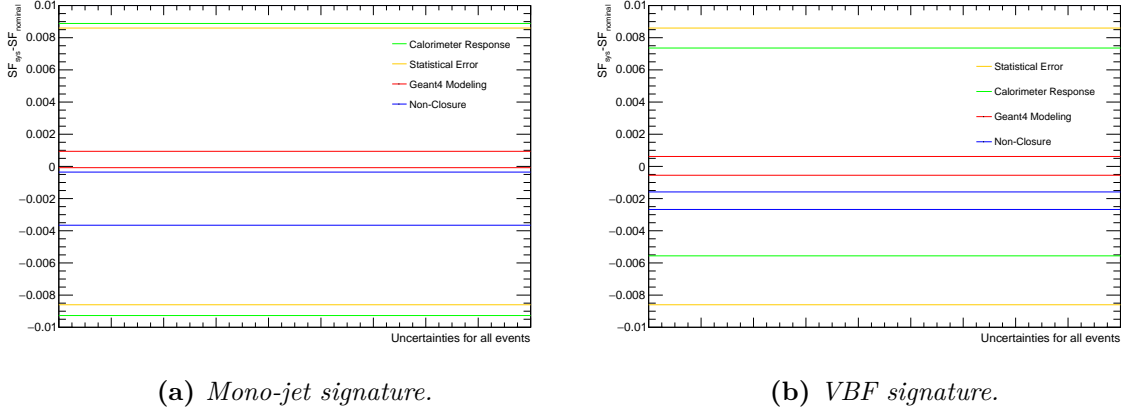 SF_sys-SF_nominal
0.01
0.008
0.006
0.004
0.002
0
−0.002
−0.004
−0.006
−0.008
−0.01
Calorimeter Response
Statistical Error
Geant4 Modeling
Non-Closure
Uncertainties for all events
(a) Mono-jet signature.
SF_sys-SF_nominal
0.01
0.008
0.006
0.004
0.002
0
−0.002
−0.004
−0.006
−0.008
−0.01
Statistical Error
Calorimeter Response
Geant4 Modeling
Non-Closure
Uncertainties for all events
(b) VBF signature.